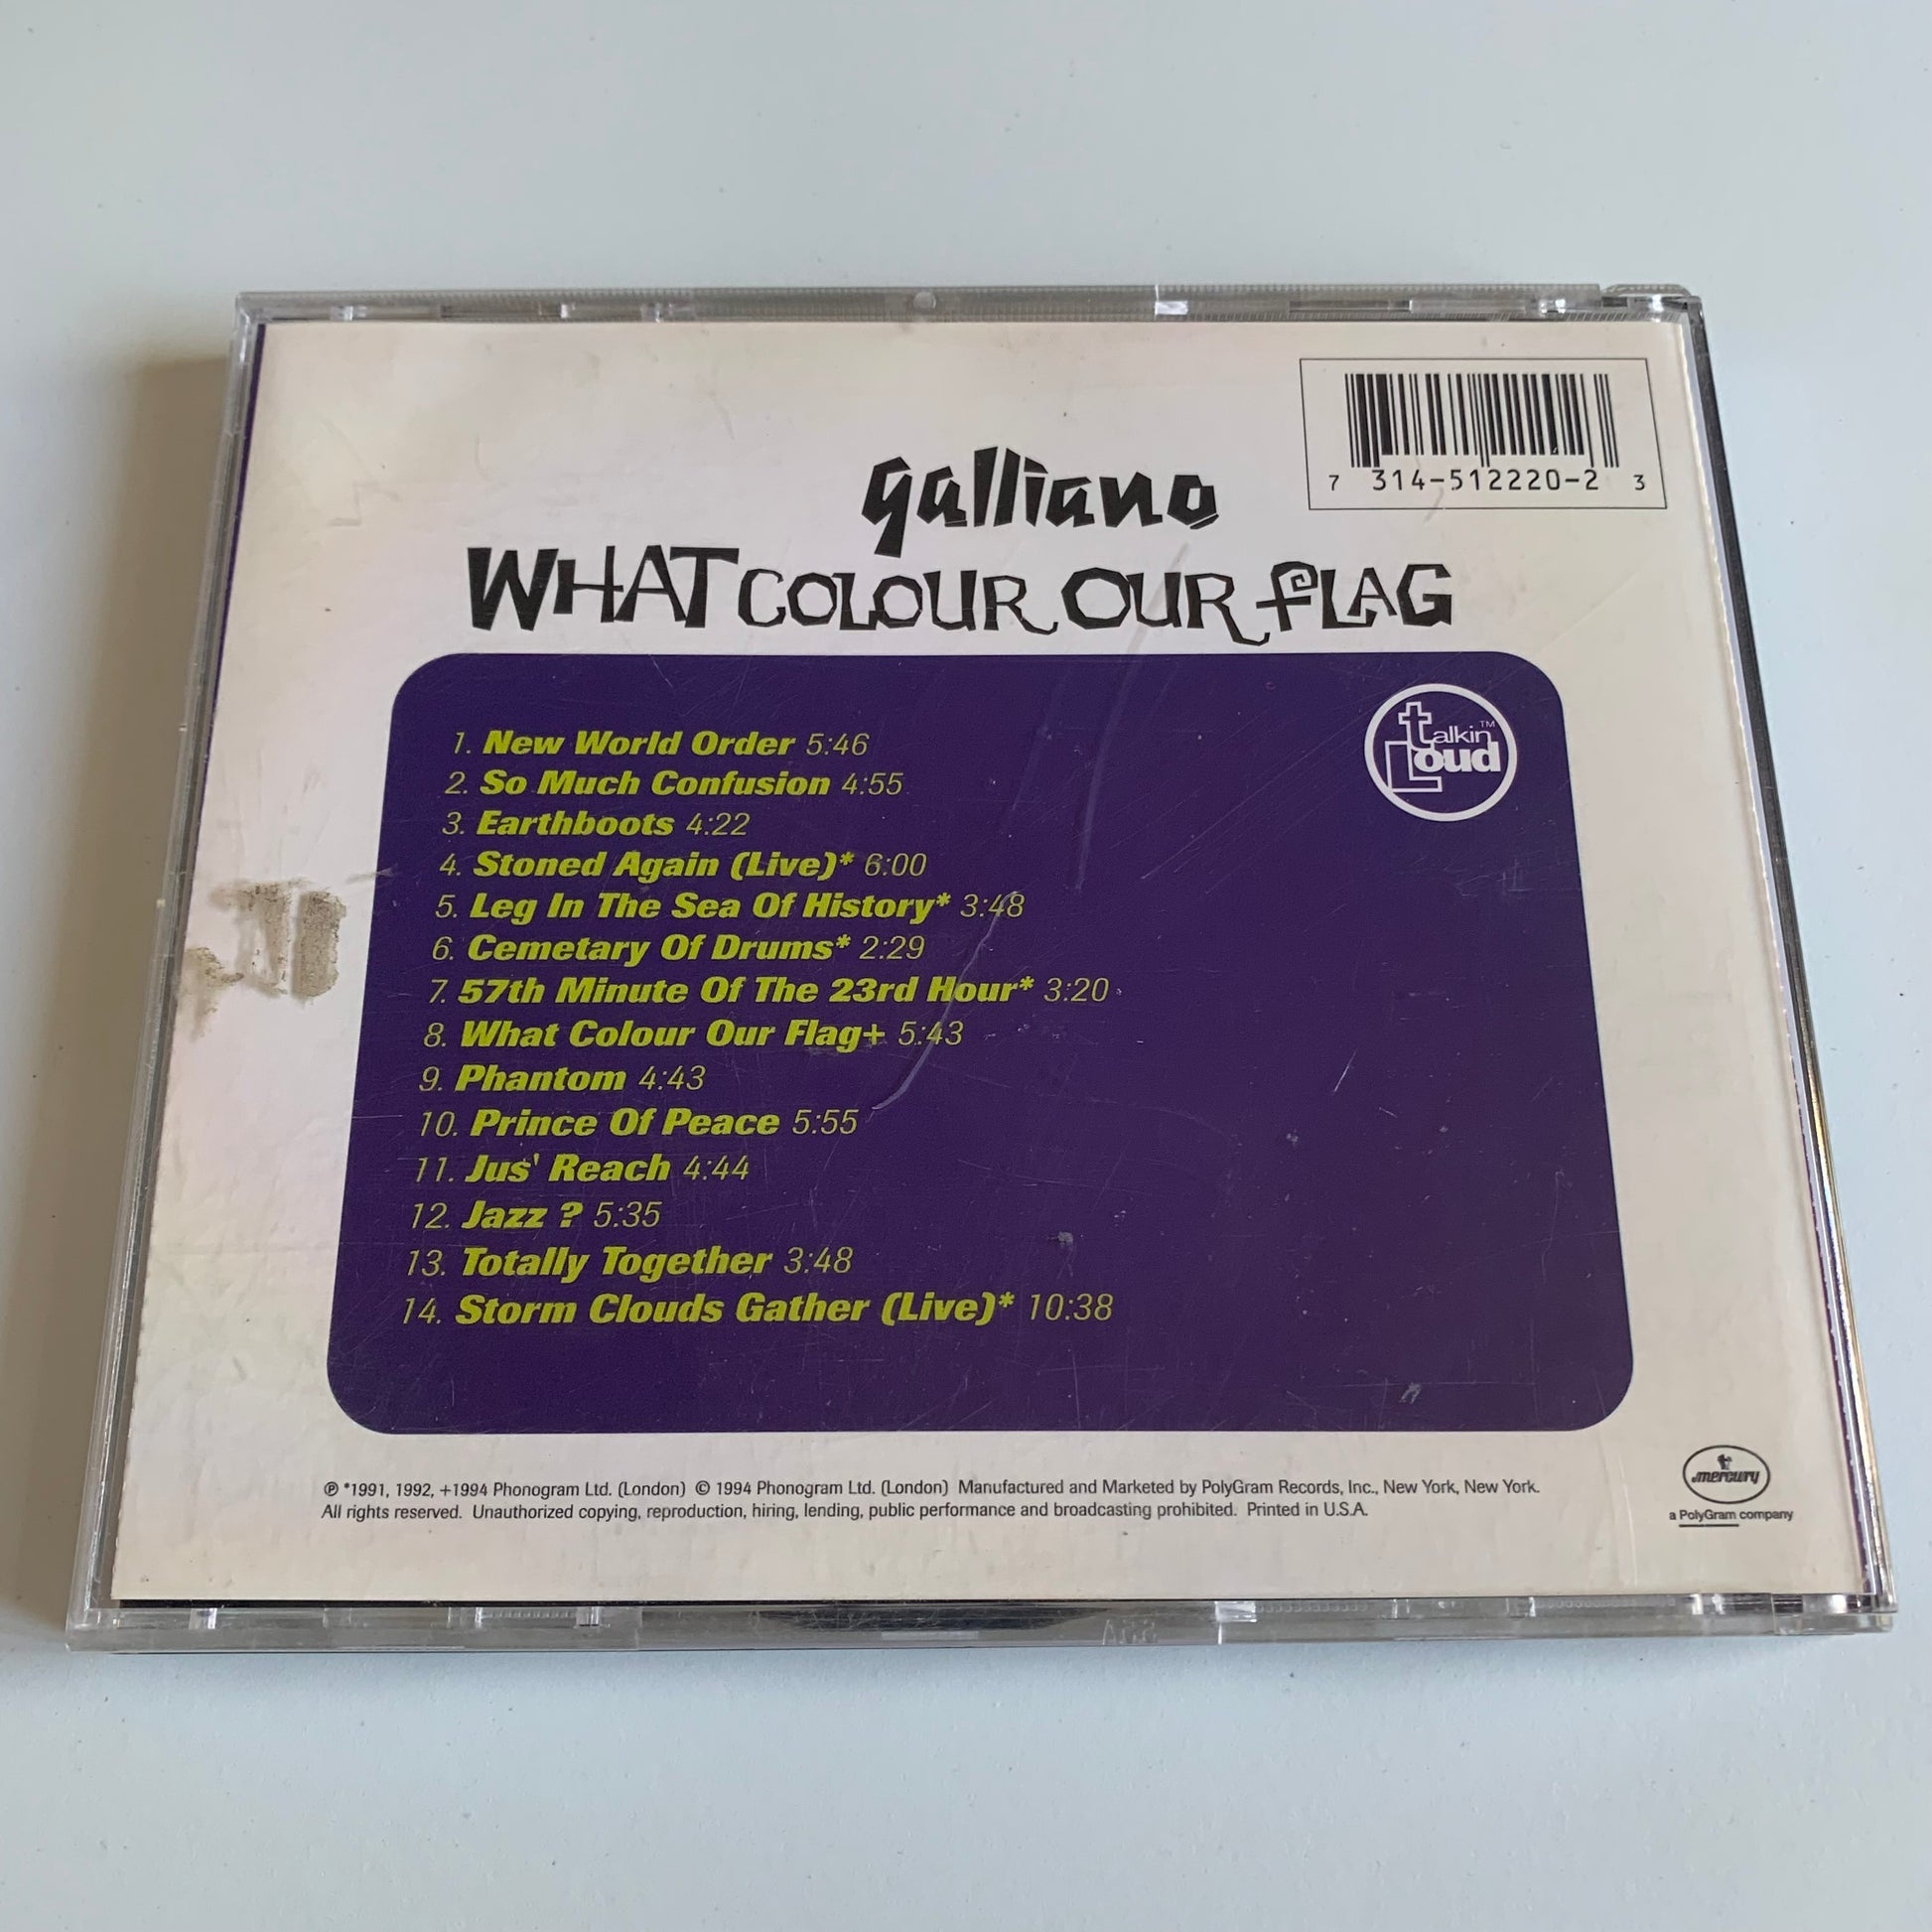 7 314-512220-2 3
galliano
WHAT COLOUR OUR FLAG
talkin™
Loud
1. New World Order 5:46
2. So Much Confusion 4:55
3. Earthboots 4:22
4. Stoned Again (Live)* 6:00
5. Leg In The Sea Of History* 3:48
6. Cemetary Of Drums* 2:29
7. 57th Minute Of The 23rd Hour* 3:20
8. What Colour Our Flag+ 5:43
9. Phantom 4:43
10. Prince Of Peace 5:55
11. Jus' Reach 4:44
12. Jazz ? 5:35
13. Totally Together 3:48
14. Storm Clouds Gather (Live)* 10:38
℗ *1991, 1992, +1994 Phonogram Ltd. (London) © 1994 Phonogram Ltd. (London) Manufactured and Marketed by PolyGram Records, Inc., New York, New York.
All rights reserved. Unauthorized copying, reproduction, hiring, lending, public performance and broadcasting prohibited. Printed in U.S.A.
mercury
a PolyGram company